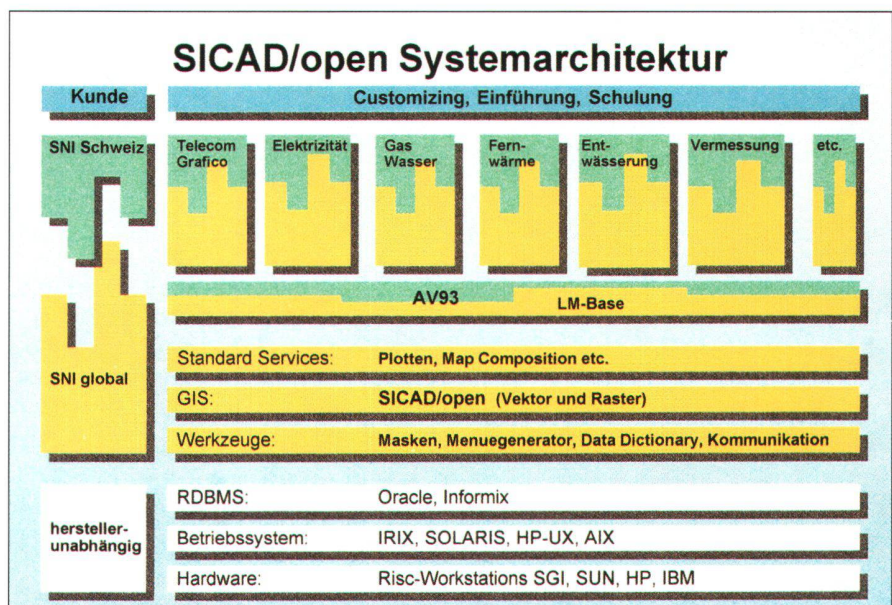 SICAD/open Systemarchitektur
Kunde
Customizing, Einführung, Schulung
SNI Schweiz
Telecom
Grafico
Elektrizität
Gas
Wasser
Fern-
wärme
Ent-
wässerung
Vermessung
etc.
AV93
LM-Base
SNI global
Standard Services: Plotten, Map Composition etc.
GIS: SICAD/open (Vektor und Raster)
Werkzeuge: Masken, Menuegenerator, Data Dictionary, Kommunikation
hersteller-
unabhängig
RDBMS: Oracle, Informix
Betriebssystem: IRIX, SOLARIS, HP-UX, AIX
Hardware: Risc-Workstations SGI, SUN, HP, IBM